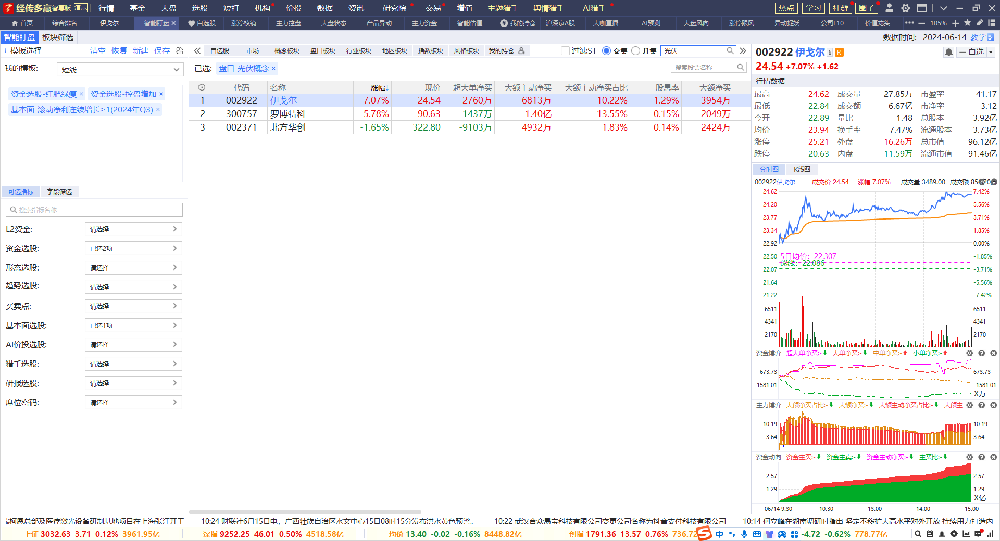 经传多赢 智尊版 演示 行情 基金 大盘 选股 短打 机构 价投 数据 资讯 研究院 交易 增值 主题猎手 舆情猎手 AI猎手 热点 学习 社群 圈子
首页 综合排名 伊戈尔 智能盯盘 × 自选股 涨停棱镜 主力控盘 大盘状态 产品异动 主力资金 智能估值 我的持仓 沪深京A股 大咖直播 AI预测 大盘风向 涨停跟风 异动捉妖 公司F10 价值龙头 ••• 105%
智能盯盘 板块筛选 数据时间: 2024-06-14 教学
模板选择 清空 恢复 新建 保存
我的模板: 短线
资金选股-红肥绿瘦 × 资金选股-控盘增加 ×
基本面-滚动净利连续增长≥1(2024年Q3) ×
可选指标 字段筛选
搜索指标名称
L2资金: 请选择
资金选股: 已选2项
形态选股: 请选择
趋势选股: 请选择
买卖点: 请选择
基本面选股: 已选1项
AI价投选股: 请选择
猎手选股: 请选择
研报选股: 请选择
席位密码: 请选择
自选股 市场 概念板块 盘口板块 行业板块 地区板块 指数板块 风格板块 我的持仓 过滤ST 交集 并集 光伏
已选: 盘口-光伏概念 × 搜索股票名称
代码 名称 涨幅↓ 现价 超大单净买 大额主动净买 大额主动净买占比 股息率 大额净买
1 002922 伊戈尔 7.07% 24.54 2760万 6813万 10.22% 1.29% 3954万
2 300757 罗博特科 5.78% 90.63 -1437万 1.40亿 13.55% 0.15% 2049万
3 002371 北方华创 -1.65% 322.80 -9103万 4932万 1.83% 0.14% 2424万
002922 伊戈尔 R 自选
24.54 +7.07% +1.62
行情数据
最高 24.62 成交量 27.85万 市盈率 41.17
最低 22.84 成交额 6.67亿 市净率 3.12
今开 22.89 量比 1.48 总股本 3.92亿
均价 23.94 换手率 7.47% 流通股本 3.73亿
涨停 25.21 外盘 16.26万 总市值 96.12亿
跌停 20.63 内盘 11.59万 流通市值 91.46亿
分时图 K线图
002922伊戈尔 成交价 24.54 涨幅 7.07% 成交量 3489.00 成交额
24.62 7.42%
24.20 5.56%
23.77 3.71%
23.34 1.85%
22.92 0.00%
22.50 5日均价: 22.307 -1.85%
熊线: 22.086
22.07 -3.71%
21.64 -5.56%
21.22 -7.42%
6511 6511
4341 4341
2170 2170
资金博弈 超大单净买:- 大单净买:- 中单净买:- 小单净买:-
673.73 673.73
-1581.01 -1581.01
X万
主力博弈 大额净买占比:- 大额净买:- 大额主动净买占比:- 大额主
10.19 10.19
3.64 3.64
资金动向 资金主买:- 资金主卖:- 资金主动净买:- 主买比:-
2.57 2.57
1.29 1.29
X亿
06/14 9:30 10:30 13:00 14:00 15:00
柯恩总部及医疗激光设备研制基地项目在上海张江开工 10:24 财联社6月15日电，广西壮族自治区水文中心15日08时15分发布洪水黄色预警。 10:22 武汉合众易宝科技有限公司变更公司名称为抖音支付科技有限公司 10:14 何立峰在湖南调研时指出 坚定不移扩大高水平对外开放 持续用力打造内
上证 3032.63 3.71 0.12% 3961.95亿 深指 9252.25 46.01 0.50% 4518.58亿 均价 13.40 -0.02 -0.16% 8448.82亿 创指 1791.36 13.57 0.76% 736.72 中 -4.72 -0.62% 778.77亿